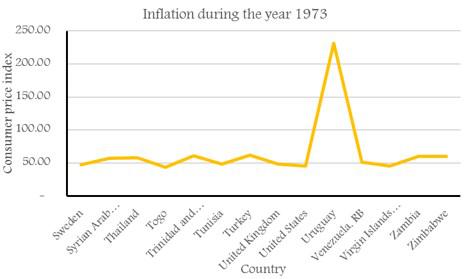 Inflation during the year 1973
Consumer price index
250.00
200.00
150.00
100.00
50.00
-
Sweden
Syrian Arab…
Thailand
Togo
Trinidad and…
Tunisia
Turkey
United Kingdom
United States
Uruguay
Venezuela, RB
Virgin Islands…
Zambia
Zimbabwe
Country